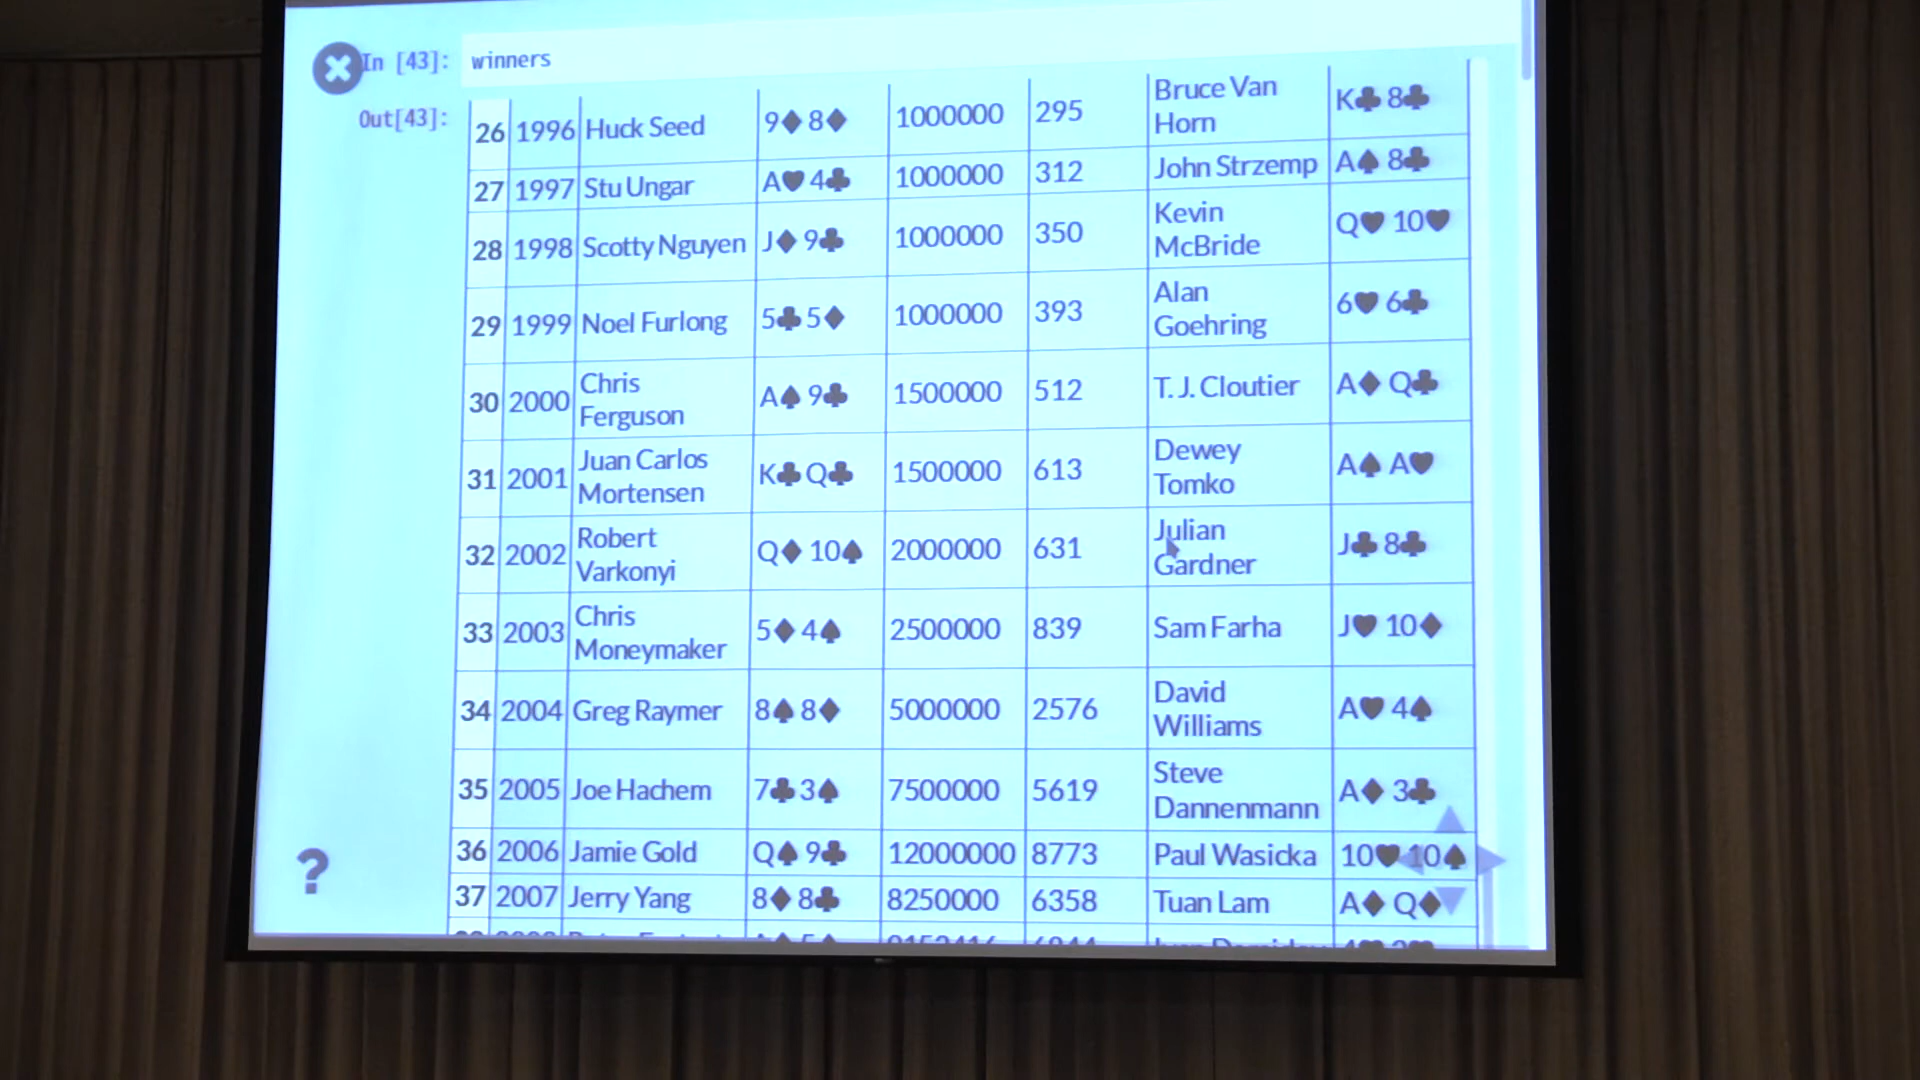 In [43]: winners
Out[43]:
26 1996 Huck Seed 9♦ 8♦ 1000000 295 Bruce Van Horn K♣ 8♣
27 1997 Stu Ungar A♥ 4♣ 1000000 312 John Strzemp A♠ 8♣
28 1998 Scotty Nguyen J♦ 9♣ 1000000 350 Kevin McBride Q♥ 10♥
29 1999 Noel Furlong 5♣ 5♦ 1000000 393 Alan Goehring 6♥ 6♣
30 2000 Chris Ferguson A♠ 9♣ 1500000 512 T. J. Cloutier A♦ Q♣
31 2001 Juan Carlos Mortensen K♣ Q♣ 1500000 613 Dewey Tomko A♠ A♥
32 2002 Robert Varkonyi Q♦ 10♠ 2000000 631 Julian Gardner J♣ 8♣
33 2003 Chris Moneymaker 5♦ 4♠ 2500000 839 Sam Farha J♥ 10♦
34 2004 Greg Raymer 8♠ 8♦ 5000000 2576 David Williams A♥ 4♠
35 2005 Joe Hachem 7♣ 3♠ 7500000 5619 Steve Dannenmann A♦ 3♣
36 2006 Jamie Gold Q♠ 9♣ 12000000 8773 Paul Wasicka 10♥ 10♠
37 2007 Jerry Yang 8♦ 8♣ 8250000 6358 Tuan Lam A♦ Q♦
?